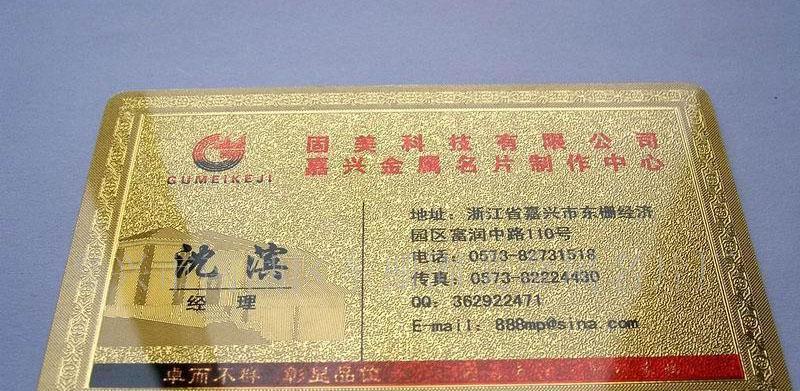 固美科技有限公司
嘉兴金属名片制作中心
GUMEIKEJI
沈滨
经理
地址：浙江省嘉兴市东栅经济
园区富润中路110号
电话：0573-82731518
传真：0573-82224430
QQ：362922471
E-mail：888mp@sina.com
卓而不群 彰显品位